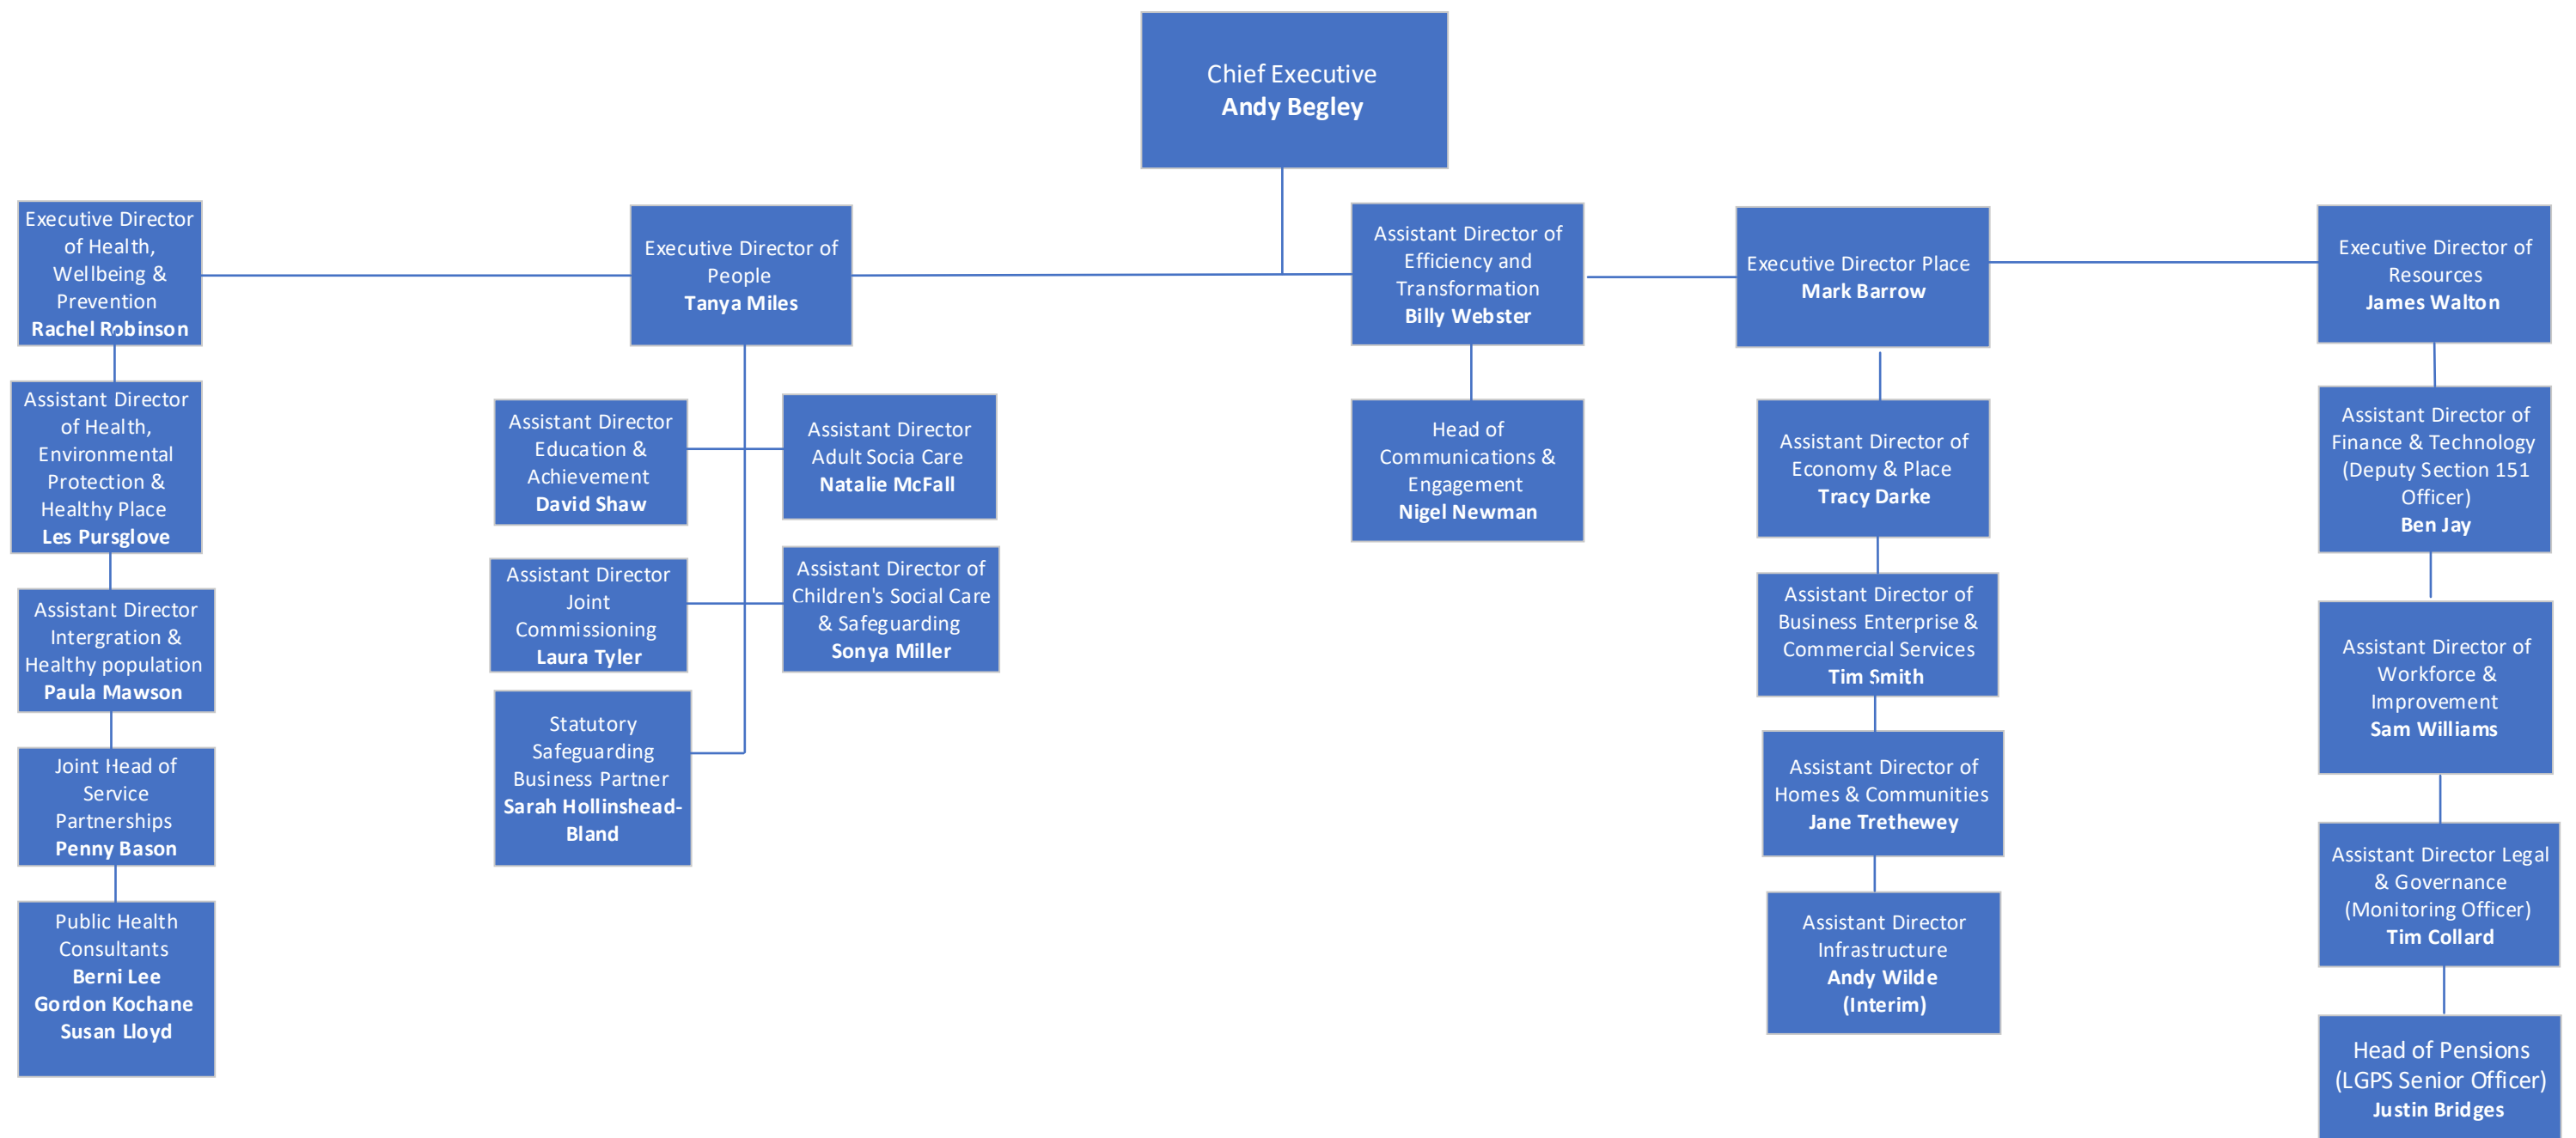 Chief Executive
Andy Begley
Executive Director
of Health,
Wellbeing &
Prevention
Rachel Robinson
Executive Director of
People
Tanya Miles
Assistant Director of
Efficiency and
Transformation
Billy Webster
Executive Director Place
Mark Barrow
Executive Director of
Resources
James Walton
Assistant Director
of Health,
Environmental
Protection &
Healthy Place
Les Pursglove
Assistant Director
Intergration &
Healthy population
Paula Mawson
Joint Head of
Service
Partnerships
Penny Bason
Public Health
Consultants
Berni Lee
Gordon Kochane
Susan Lloyd
Assistant Director
Education &
Achievement
David Shaw
Assistant Director
Adult Socia Care
Natalie McFall
Assistant Director
Joint
Commissioning
Laura Tyler
Assistant Director of
Children's Social Care
& Safeguarding
Sonya Miller
Statutory
Safeguarding
Business Partner
Sarah Hollinshead-
Bland
Head of
Communications &
Engagement
Nigel Newman
Assistant Director of
Economy & Place
Tracy Darke
Assistant Director of
Business Enterprise &
Commercial Services
Tim Smith
Assistant Director of
Homes & Communities
Jane Trethewey
Assistant Director
Infrastructure
Andy Wilde
(Interim)
Assistant Director of
Finance & Technology
(Deputy Section 151
Officer)
Ben Jay
Assistant Director of
Workforce &
Improvement
Sam Williams
Assistant Director Legal
& Governance
(Monitoring Officer)
Tim Collard
Head of Pensions
(LGPS Senior Officer)
Justin Bridges